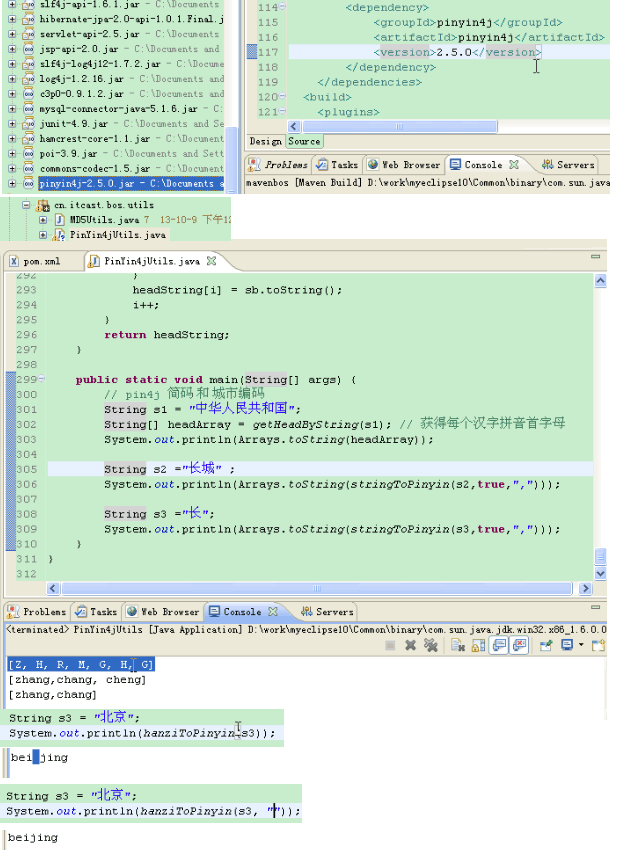 slf4j-api-1.6.1.jar - C:\Documents
hibernate-jpa-2.0-api-1.0.1.Final.j
servlet-api-2.5.jar - C:\Documents
jsp-api-2.0.jar - C:\Documents and
slf4j-log4j12-1.7.2.jar - C:\Docume
log4j-1.2.16.jar - C:\Documents and
c3p0-0.9.1.2.jar - C:\Documents and
mysql-connector-java-5.1.6.jar - C:
junit-4.9.jar - C:\Documents and Se
hamcrest-core-1.1.jar - C:\Document
poi-3.9.jar - C:\Documents and Sett
commons-codec-1.5.jar - C:\Document
pinyin4j-2.5.0.jar - C:\Documents a
114 <dependency>
115 <groupId>pinyin4j</groupId>
116 <artifactId>pinyin4j</artifactId>
117 <version>2.5.0</version>
118 </dependency>
119 </dependencies>
120 <build>
121 <plugins>
Design Source
Problems Tasks Web Browser Console Servers
mavenbos [Maven Build] D:\work\myeclipse10\Common\binary\com.sun.java
cn.itcast.bos.utils
MD5Utils.java 7 13-10-9 下午12
PinYin4jUtils.java
pom.xml PinYin4jUtils.java
292 }
293 headString[i] = sb.toString();
294 i++;
295 }
296 return headString;
297 }
298
299 public static void main(String[] args) {
300 // pin4j 简码 和 城市编码
301 String s1 = "中华人民共和国";
302 String[] headArray = getHeadByString(s1); // 获得每个汉字拼音首字母
303 System.out.println(Arrays.toString(headArray));
304
305 String s2 ="长城" ;
306 System.out.println(Arrays.toString(stringToPinyin(s2,true,",")));
307
308 String s3 ="长";
309 System.out.println(Arrays.toString(stringToPinyin(s3,true,",")));
310 }
311 }
312
Problems Tasks Web Browser Console Servers
<terminated> PinYin4jUtils [Java Application] D:\work\myeclipse10\Common\binary\com.sun.java.jdk.win32.x86_1.6.0.0
[Z, H, R, M, G, H, G]
[zhang,chang, cheng]
[zhang,chang]
String s3 = "北京";
System.out.println(hanziToPinyin(s3));
bei jing
String s3 = "北京";
System.out.println(hanziToPinyin(s3, ""));
beijing